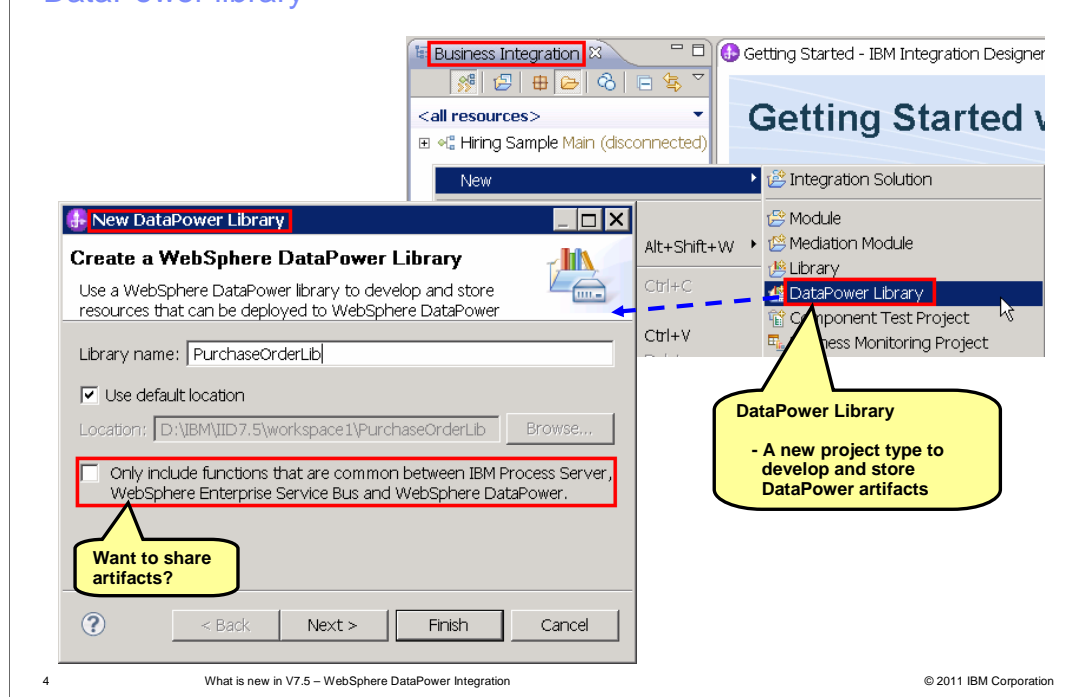 DataPower library
Business Integration
Getting Started - IBM Integration Designer
<all resources>
Getting Started
Hiring Sample Main (disconnected)
New
Integration Solution
Module
Alt+Shift+W
Mediation Module
Library
Ctrl+C
DataPower Library
Component Test Project
Ctrl+V
Monitoring Project
New DataPower Library
Create a WebSphere DataPower Library
Use a WebSphere DataPower library to develop and store
resources that can be deployed to WebSphere DataPower
Library name: PurchaseOrderLib
Use default location
Location: D:\IBM\IID7.5\workspace1\PurchaseOrderLib Browse...
Only include functions that are common between IBM Process Server,
WebSphere Enterprise Service Bus and WebSphere DataPower.
Want to share
artifacts?
? < Back Next > Finish Cancel
DataPower Library
- A new project type to
develop and store
DataPower artifacts
4 What is new in V7.5 – WebSphere DataPower Integration © 2011 IBM Corporation